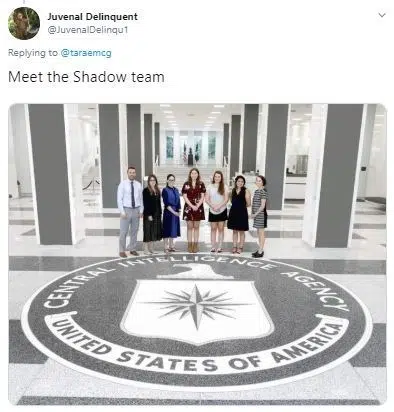 Juvenal Delinquent
@JuvenalDelinqu1
Replying to @taraemcg
Meet the Shadow team
CENTRAL INTELLIGENCE AGENCY
UNITED STATES OF AMERICA